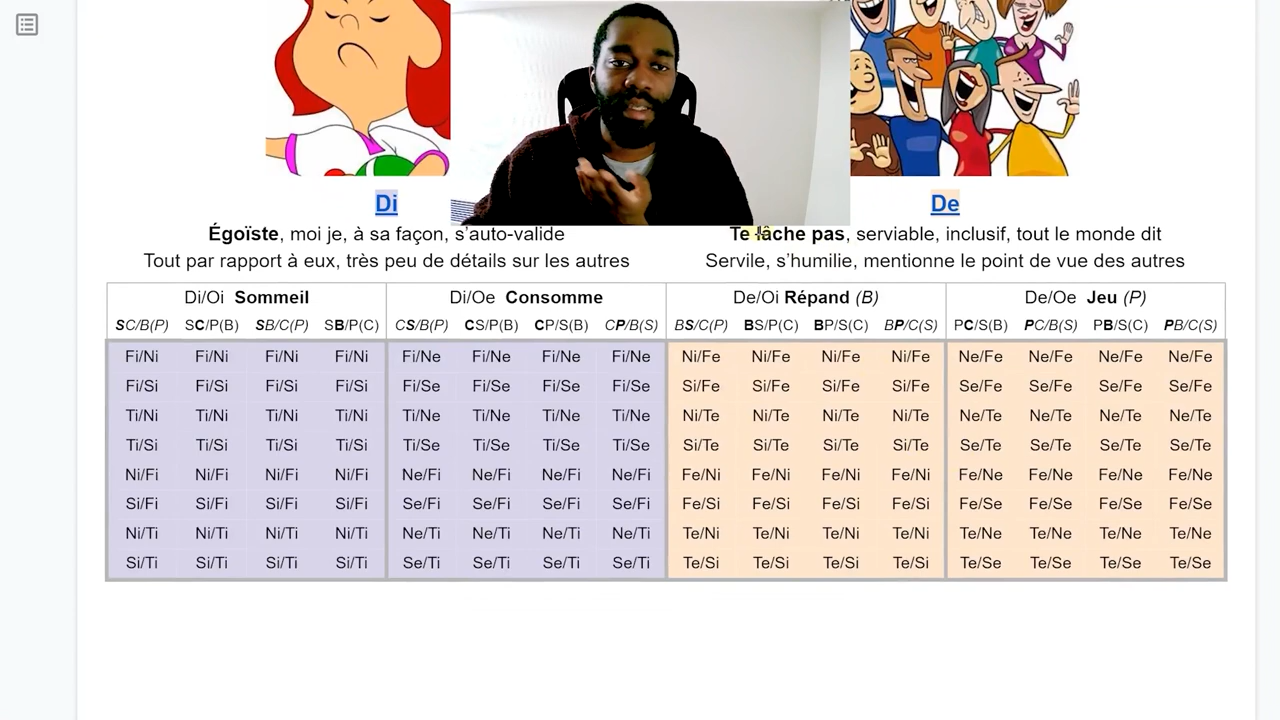 Di
De
Égoïste, moi je, à sa façon, s'auto-valide
Te lâche pas, serviable, inclusif, tout le monde dit
Tout par rapport à eux, très peu de détails sur les autres
Servile, s'humilie, mentionne le point de vue des autres
Di/Oi Sommeil Di/Oe Consomme De/Oi Répand (B) De/Oe Jeu (P)
SC/B(P) SC/P(B) SB/C(P) SB/P(C) CS/B(P) CS/P(B) CP/S(B) CP/B(S) BS/C(P) BS/P(C) BP/S(C) BP/C(S) PC/S(B) PC/B(S) PB/S(C) PB/C(S)
Fi/Ni Fi/Ni Fi/Ni Fi/Ni Fi/Ne Fi/Ne Fi/Ne Fi/Ne Ni/Fe Ni/Fe Ni/Fe Ni/Fe Ne/Fe Ne/Fe Ne/Fe Ne/Fe
Fi/Si Fi/Si Fi/Si Fi/Si Fi/Se Fi/Se Fi/Se Fi/Se Si/Fe Si/Fe Si/Fe Si/Fe Se/Fe Se/Fe Se/Fe Se/Fe
Ti/Ni Ti/Ni Ti/Ni Ti/Ni Ti/Ne Ti/Ne Ti/Ne Ti/Ne Ni/Te Ni/Te Ni/Te Ni/Te Ne/Te Ne/Te Ne/Te Ne/Te
Ti/Si Ti/Si Ti/Si Ti/Si Ti/Se Ti/Se Ti/Se Ti/Se Si/Te Si/Te Si/Te Si/Te Se/Te Se/Te Se/Te Se/Te
Ni/Fi Ni/Fi Ni/Fi Ni/Fi Ne/Fi Ne/Fi Ne/Fi Ne/Fi Fe/Ni Fe/Ni Fe/Ni Fe/Ni Fe/Ne Fe/Ne Fe/Ne Fe/Ne
Si/Fi Si/Fi Si/Fi Si/Fi Se/Fi Se/Fi Se/Fi Se/Fi Fe/Si Fe/Si Fe/Si Fe/Si Fe/Se Fe/Se Fe/Se Fe/Se
Ni/Ti Ni/Ti Ni/Ti Ni/Ti Ne/Ti Ne/Ti Ne/Ti Ne/Ti Te/Ni Te/Ni Te/Ni Te/Ni Te/Ne Te/Ne Te/Ne Te/Ne
Si/Ti Si/Ti Si/Ti Si/Ti Se/Ti Se/Ti Se/Ti Se/Ti Te/Si Te/Si Te/Si Te/Si Te/Se Te/Se Te/Se Te/Se